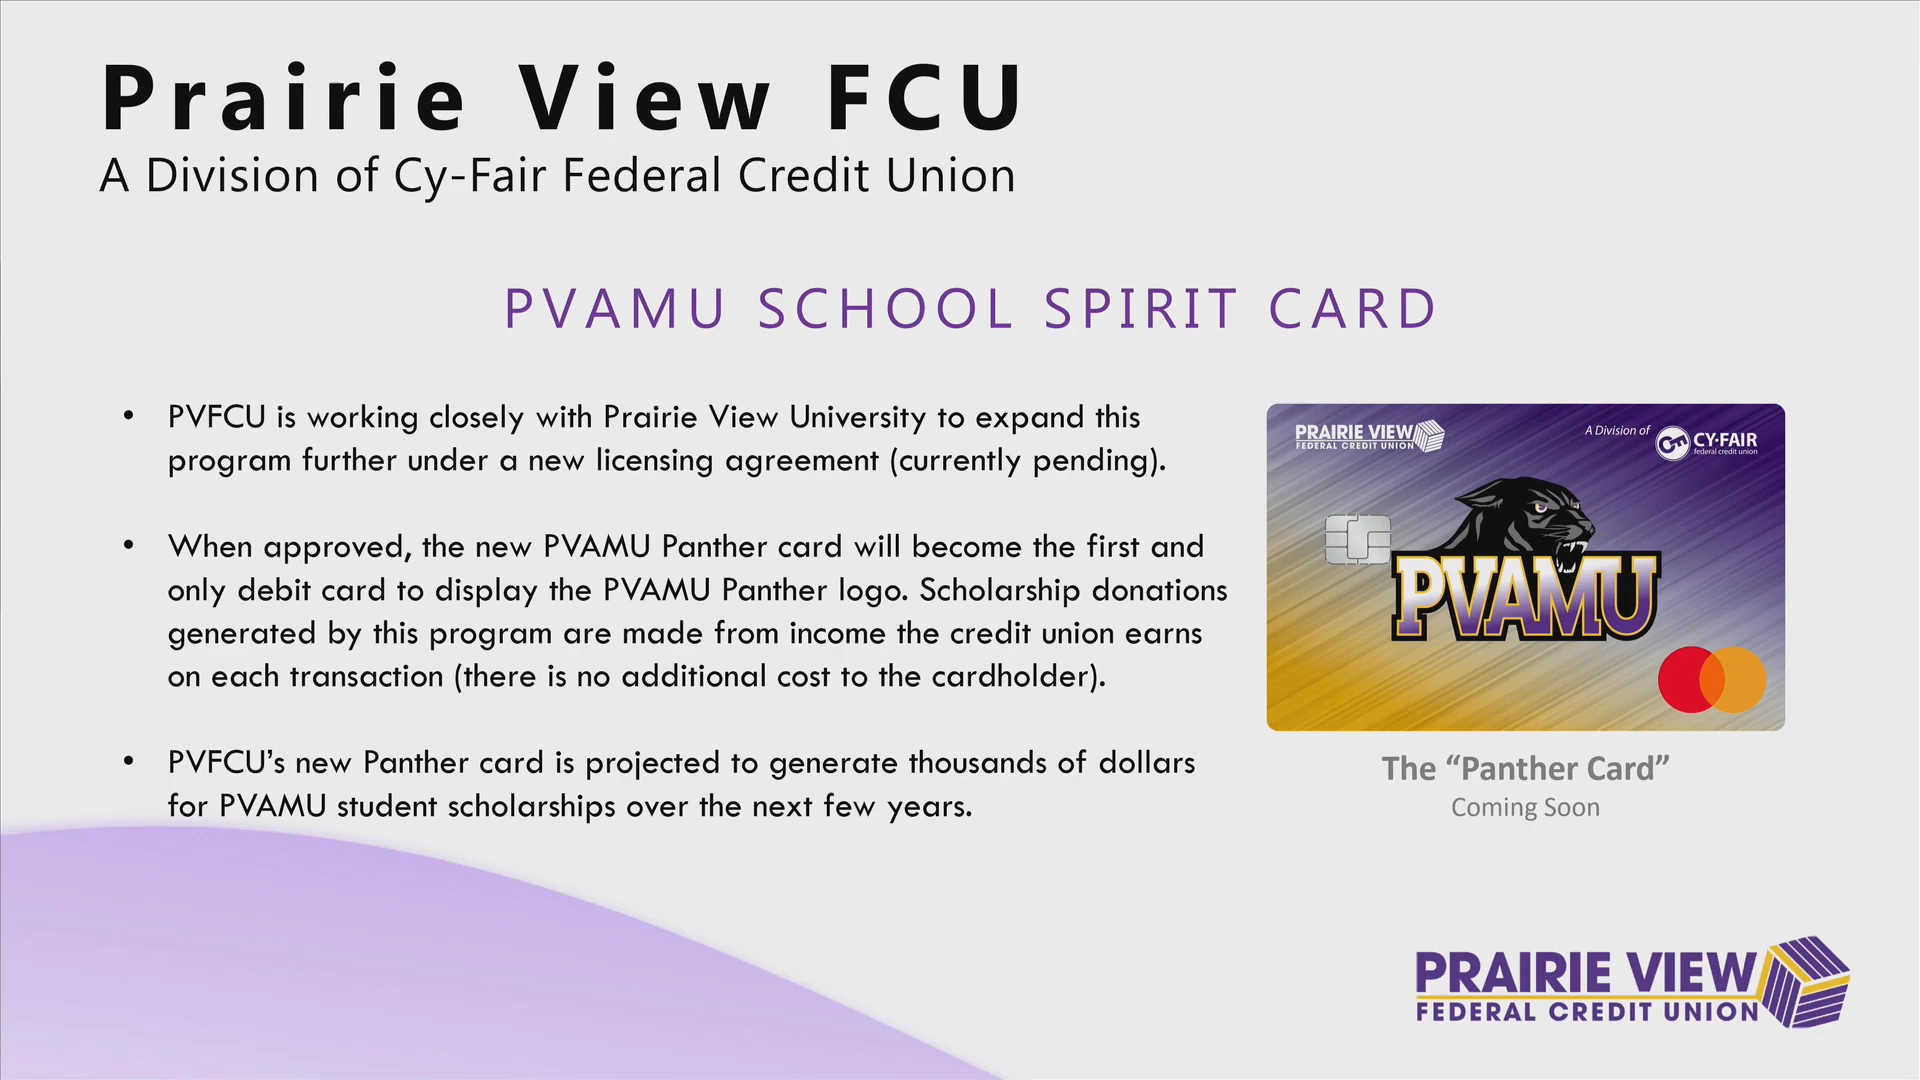 Prairie View FCU
A Division of Cy-Fair Federal Credit Union
PVAMU SCHOOL SPIRIT CARD
• PVFCU is working closely with Prairie View University to expand this
program further under a new licensing agreement (currently pending).
• When approved, the new PVAMU Panther card will become the first and
only debit card to display the PVAMU Panther logo. Scholarship donations
generated by this program are made from income the credit union earns
on each transaction (there is no additional cost to the cardholder).
• PVFCU’s new Panther card is projected to generate thousands of dollars
for PVAMU student scholarships over the next few years.
PRAIRIE VIEW
FEDERAL CREDIT UNION
A Division of
CY-FAIR
federal credit union
PVAMU
The “Panther Card”
Coming Soon
PRAIRIE VIEW
FEDERAL CREDIT UNION